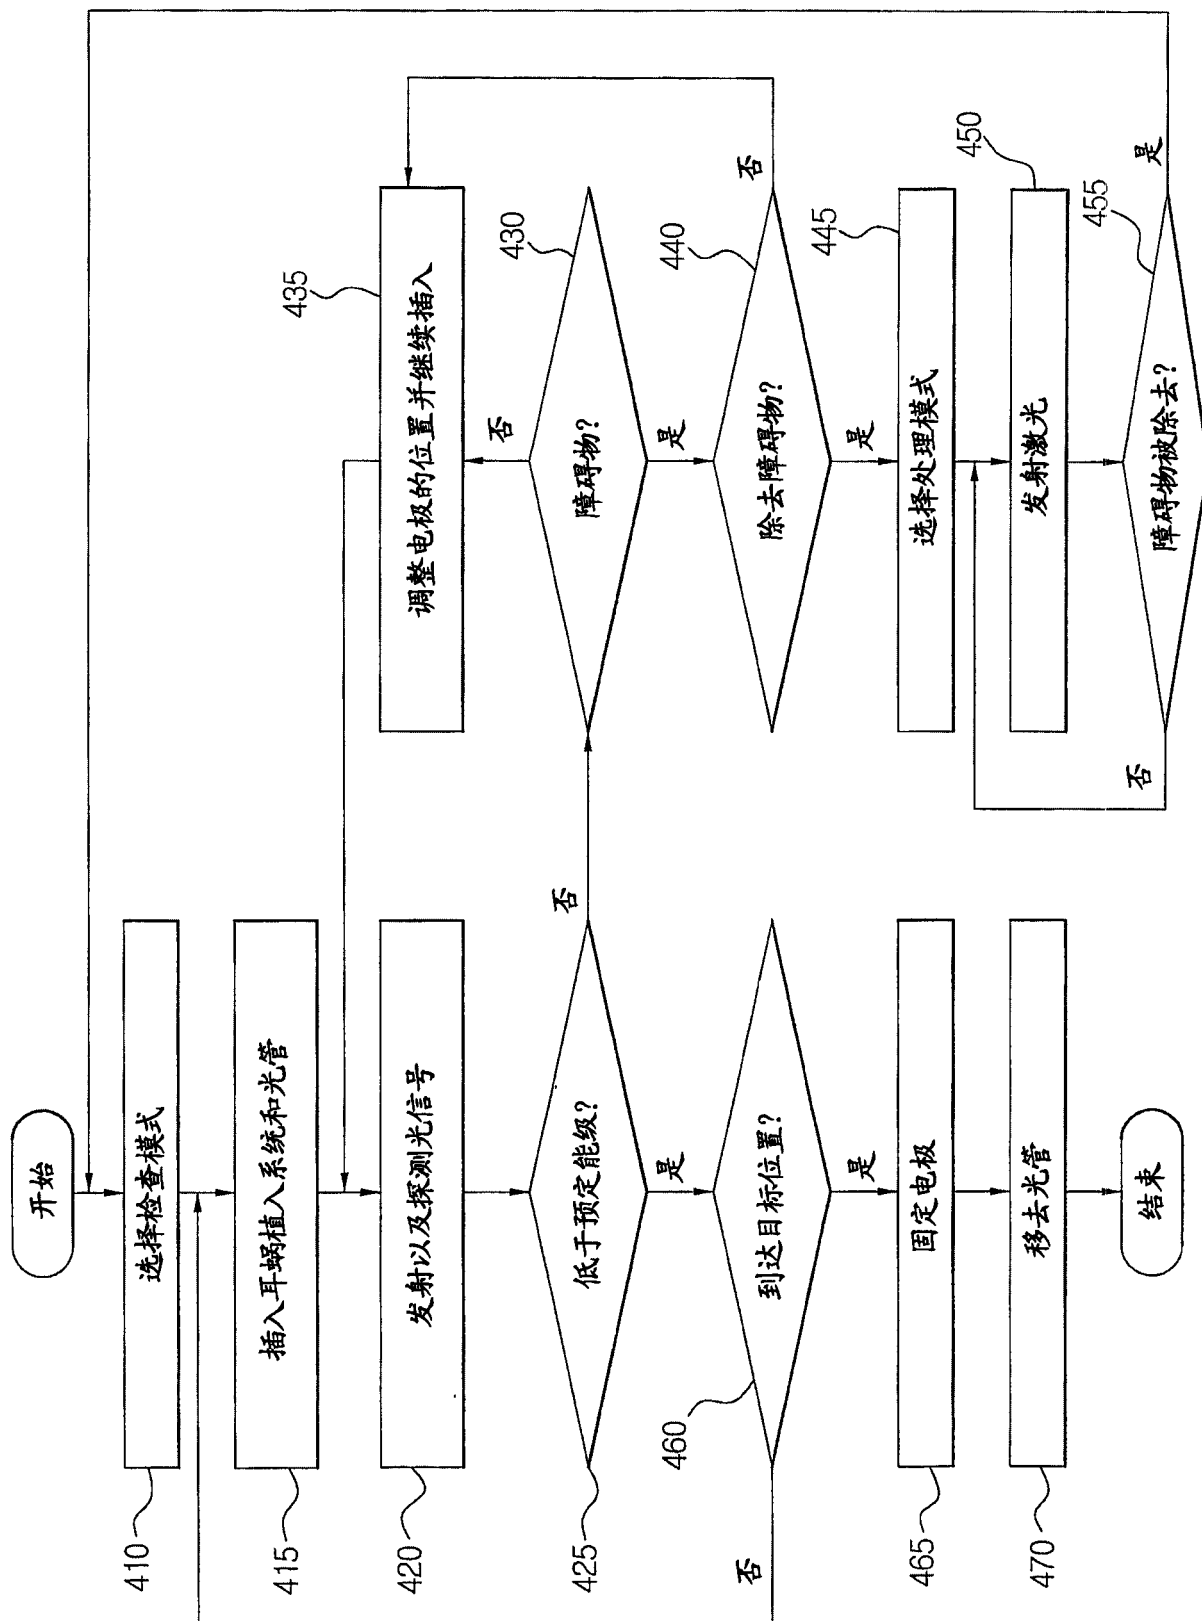 开始
选择检查模式
410
插入耳蜗植入系统和光管
415
发射以及探测光信号
420
低于预定能级?
425
否
是
到达目标位置?
460
否
是
固定电极
465
移去光管
470
结束
调整电极的位置并继续插入
435
否
障碍物?
430
是
除去障碍物?
440
否
是
选择处理模式
445
发射激光
450
障碍物被除去?
455
否
是